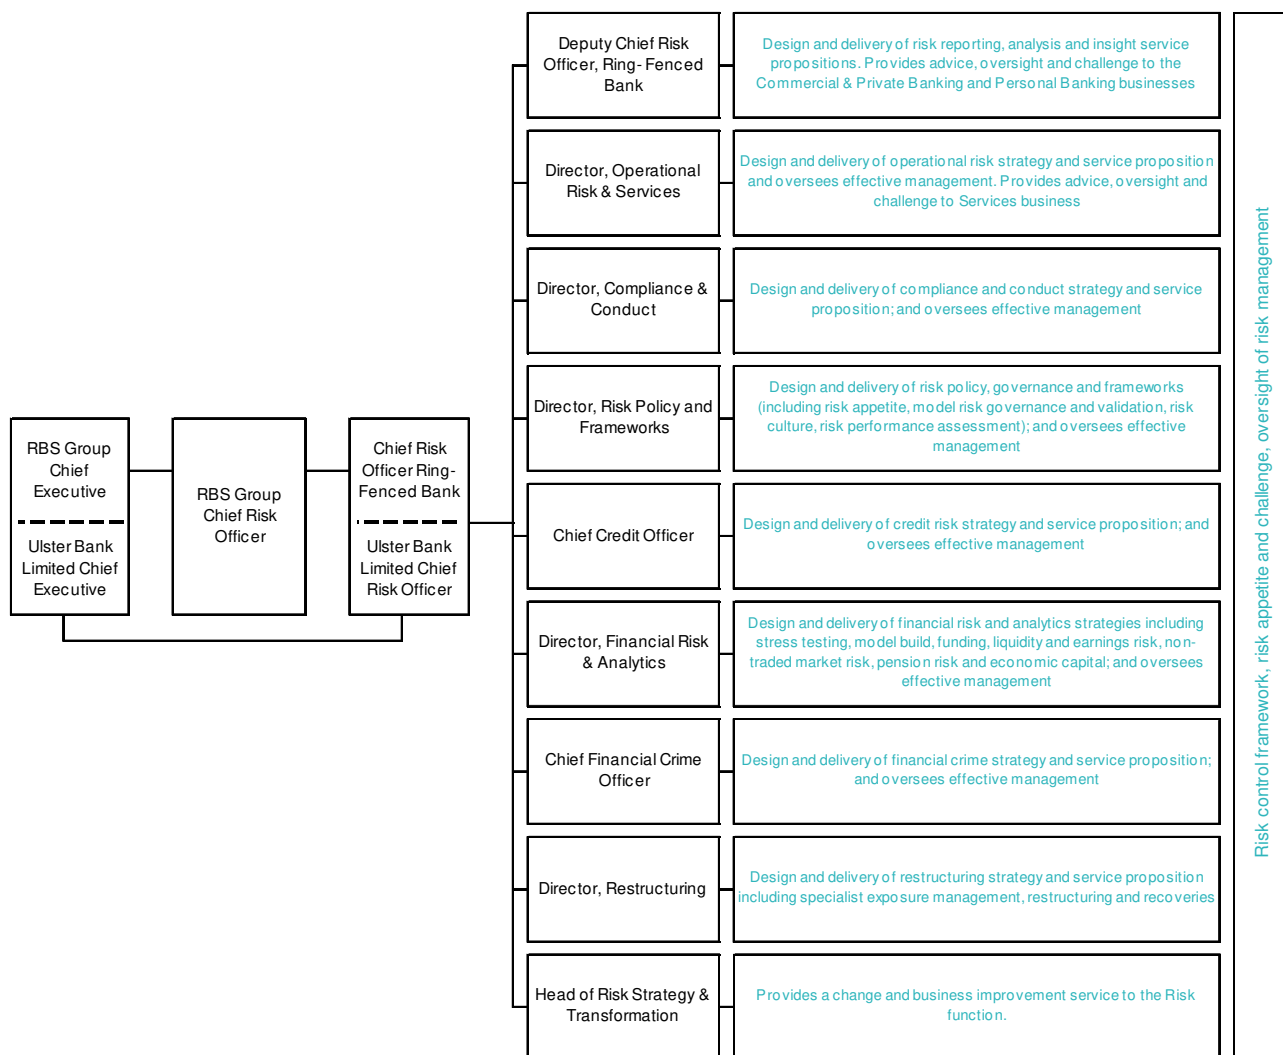 Deputy Chief Risk
Officer, Ring-Fenced
Bank
Design and delivery of risk reporting, analysis and insight service
propositions. Provides advice, oversight and challenge to the
Commercial & Private Banking and Personal Banking businesses
Director, Operational
Risk & Services
Design and delivery of operational risk strategy and service proposition
and oversees effective management. Provides advice, oversight and
challenge to Services business
Director, Compliance &
Conduct
Design and delivery of compliance and conduct strategy and service
proposition; and oversees effective management
Director, Risk Policy and
Frameworks
Design and delivery of risk policy, governance and frameworks
(including risk appetite, model risk governance and validation, risk
culture, risk performance assessment); and oversees effective
management
RBS Group
Chief
Executive
Ulster Bank
Limited Chief
Executive
RBS Group
Chief Risk
Officer
Chief Risk
Officer Ring-
Fenced Bank
Ulster Bank
Limited Chief
Risk Officer
Chief Credit Officer
Design and delivery of credit risk strategy and service proposition; and
oversees effective management
Director, Financial Risk
& Analytics
Design and delivery of financial risk and analytics strategies including
stress testing, model build, funding, liquidity and earnings risk, non-
traded market risk, pension risk and economic capital; and oversees
effective management
Chief Financial Crime
Officer
Design and delivery of financial crime strategy and service proposition;
and oversees effective management
Director, Restructuring
Design and delivery of restructuring strategy and service proposition
including specialist exposure management, restructuring and recoveries
Head of Risk Strategy &
Transformation
Provides a change and business improvement service to the Risk
function.
Risk control framework, risk appetite and challenge, oversight of risk management